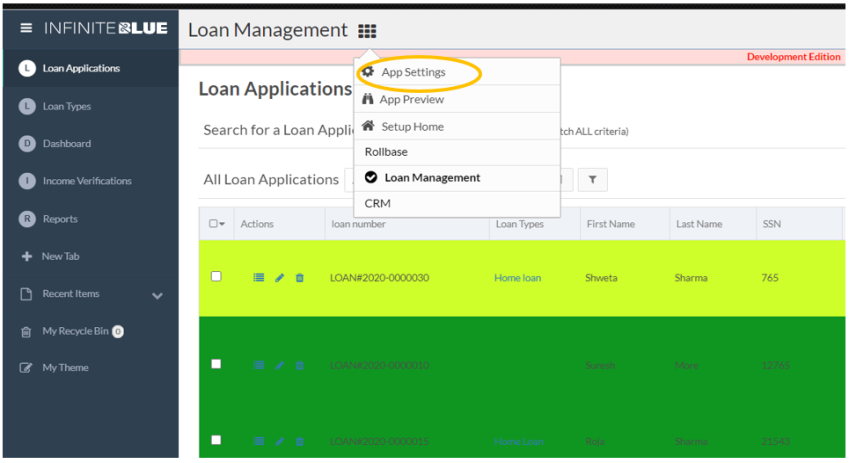 INFINITEBLUE
Loan Management
Development Edition
L Loan Applications
L Loan Types
D Dashboard
I Income Verifications
R Reports
New Tab
Recent Items
My Recycle Bin 0
My Theme
App Settings
App Preview
Setup Home
Rollbase
Loan Management
CRM
Loan Applications
Search for a Loan Appli tch ALL criteria)
All Loan Applications
Actions loan number Loan Types First Name Last Name SSN
LOAN#2020-0000030 Home loan Shweta Sharma 765
LOAN#2020-0000010 Suresh More 12765
LOAN#2020-0000015 Home Loan Roja Sharma 21543